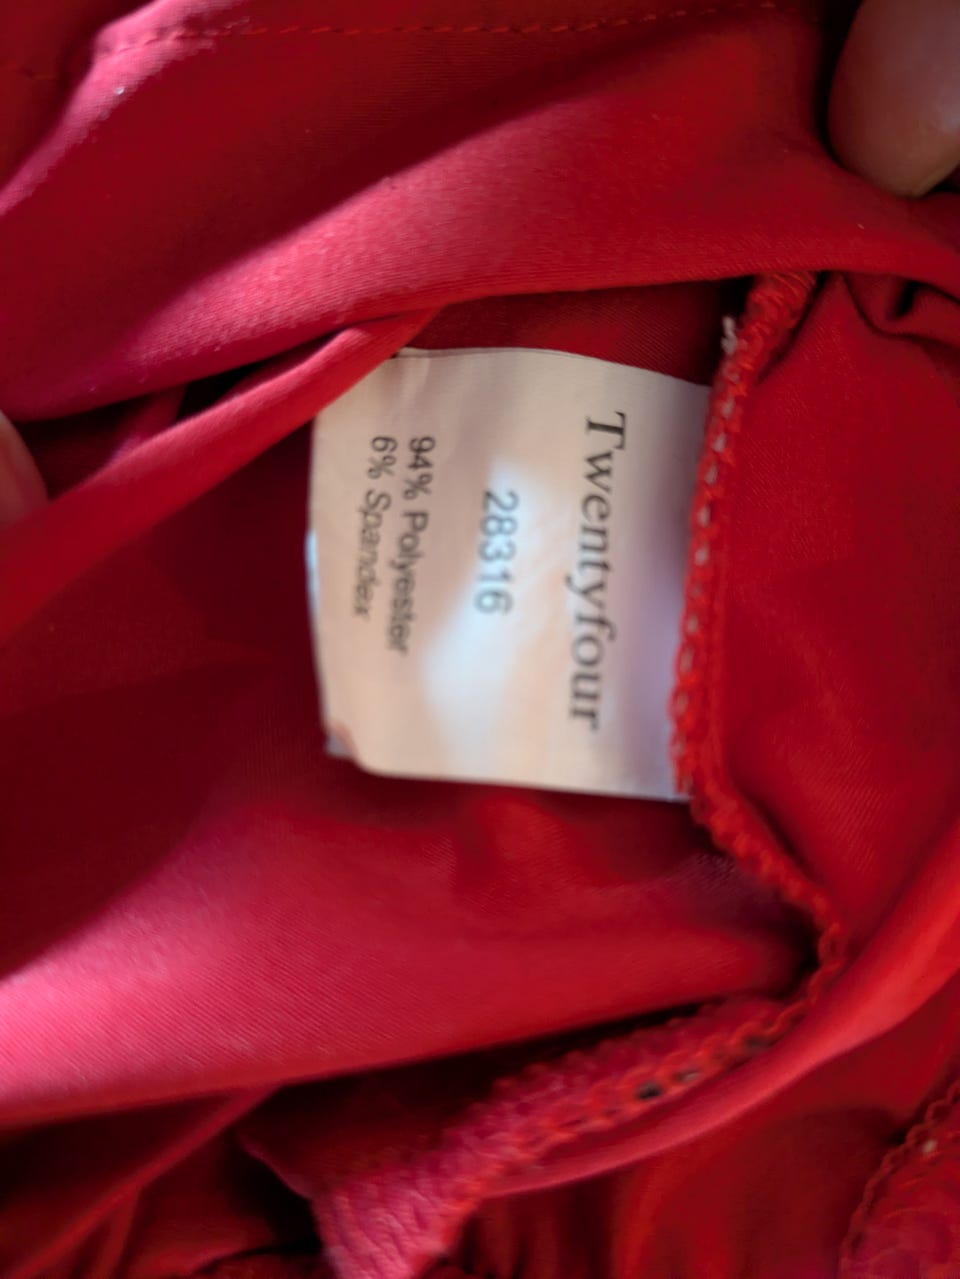 Twentyfour
28316
94% Polyester
6% Spandex